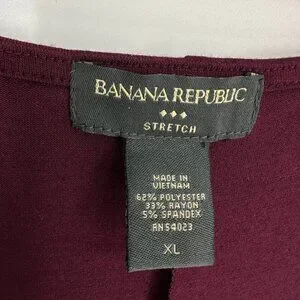 BANANA REPUBLIC
STRETCH
MADE IN
VIETNAM
62% POLYESTER
33% RAYON
5% SPANDEX
RN54023
XL